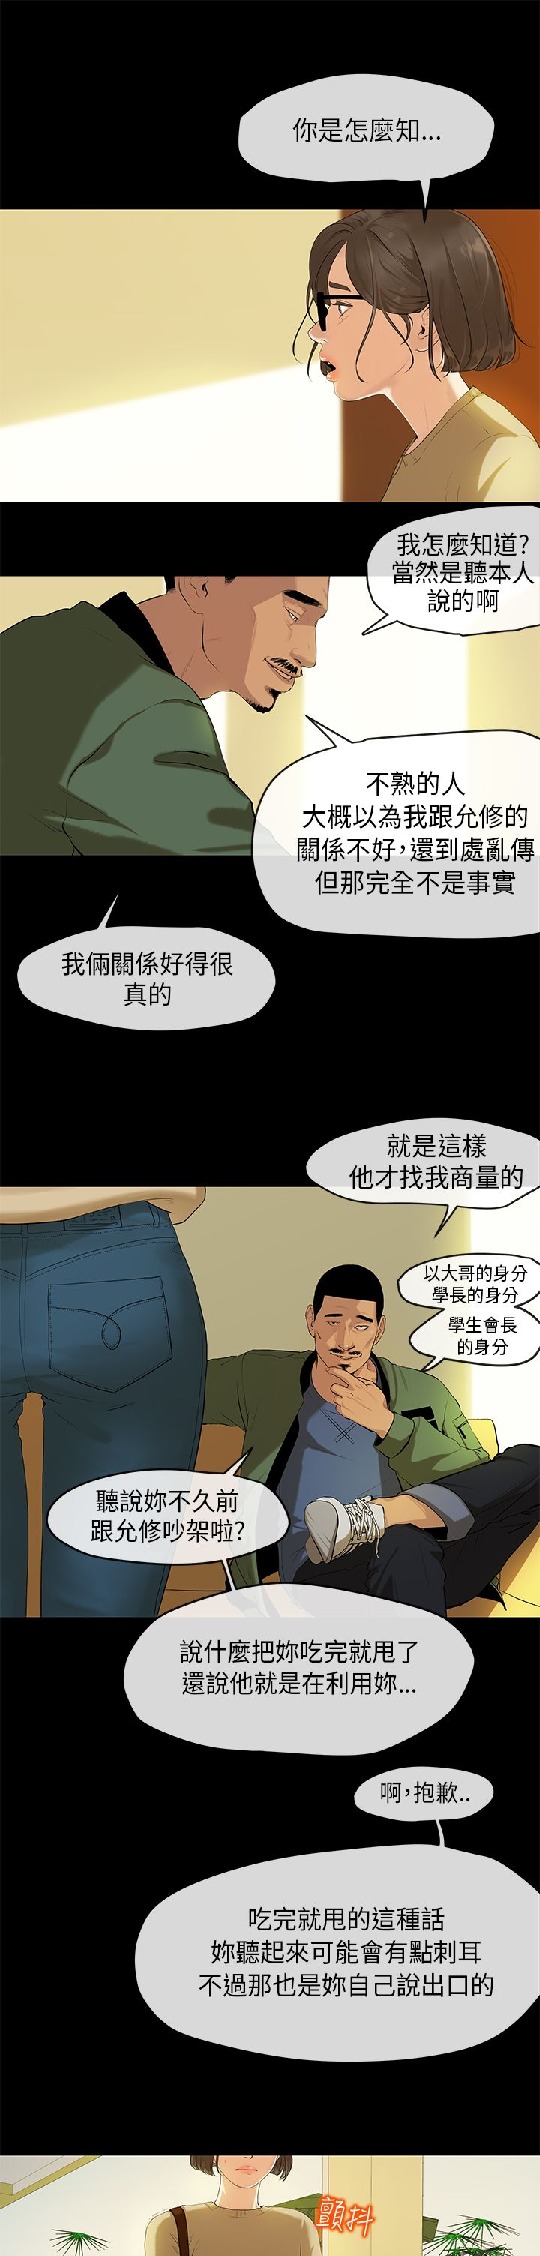 你是怎麼知...
我怎麼知道?
當然是聽本人
說的啊
不熟的人
大概以為我跟允修的
關係不好,還到處亂傳
但那完全不是事實
我倆關係好得很
真的
就是這樣
他才找我商量的
以大哥的身分
學長的身分
學生會長
的身分
聽說妳不久前
跟允修吵架啦?
說什麼把妳吃完就甩了
還說他就是在利用妳...
啊,抱歉..
吃完就甩的這種話
妳聽起來可能會有點刺耳
不過那也是妳自己說出口的
顫抖